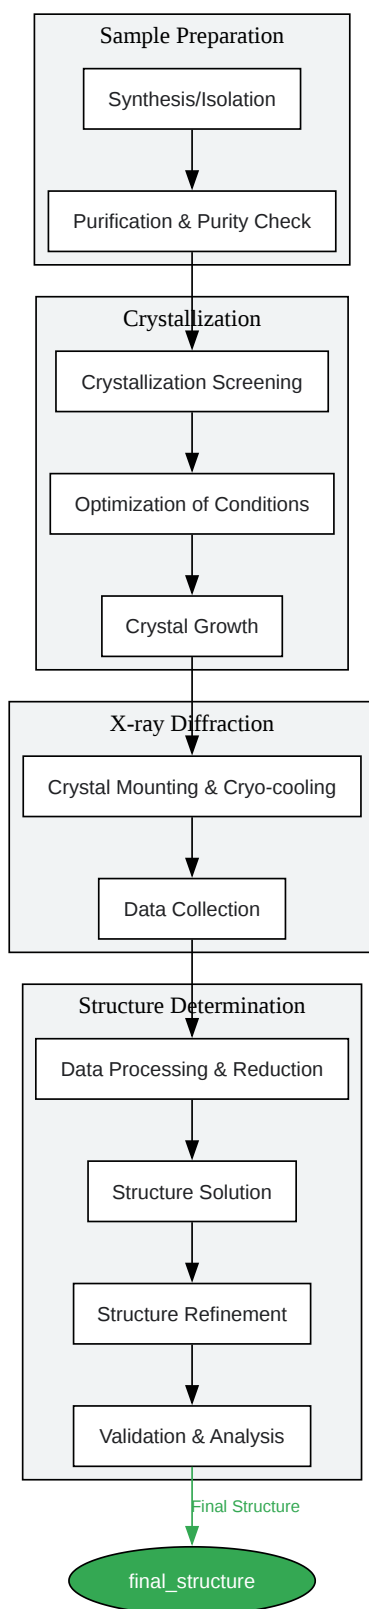 Sample Preparation
Synthesis/Isolation
Purification & Purity Check
Crystallization
Crystallization Screening
Optimization of Conditions
Crystal Growth
X-ray Diffraction
Crystal Mounting & Cryo-cooling
Data Collection
Structure Determination
Data Processing & Reduction
Structure Solution
Structure Refinement
Validation & Analysis
Final Structure
final_structure